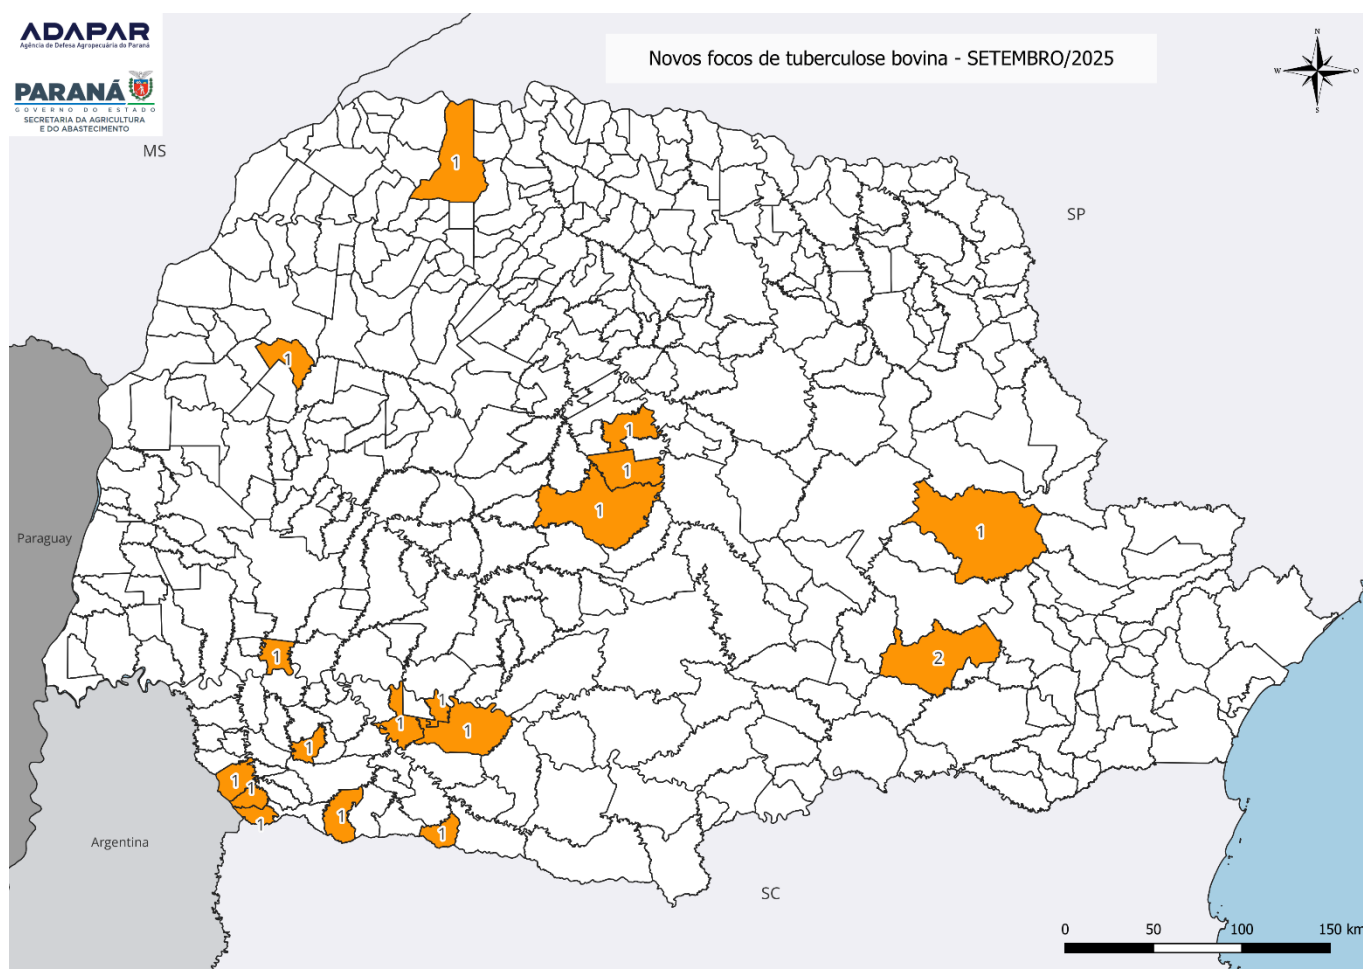 ADAPAR
Agência de Defesa Agropecuária do Paraná
PARANÁ
GOVERNO DO ESTADO
SECRETARIA DA AGRICULTURA
E DO ABASTECIMENTO
Novos focos de tuberculose bovina - SETEMBRO/2025
N
W
O
S
MS
SP
1
1
1
1
1
1
Paraguay
1
2
1
1
1
1
1
1
1
1
1
Argentina
SC
0 50 100 150 km